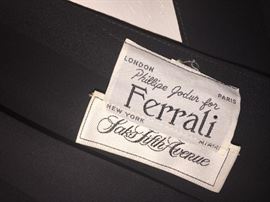 LONDON PARIS
Phillipe Jodur for
Ferrali
NEW YORK MIAMI
Saks Fifth Avenue